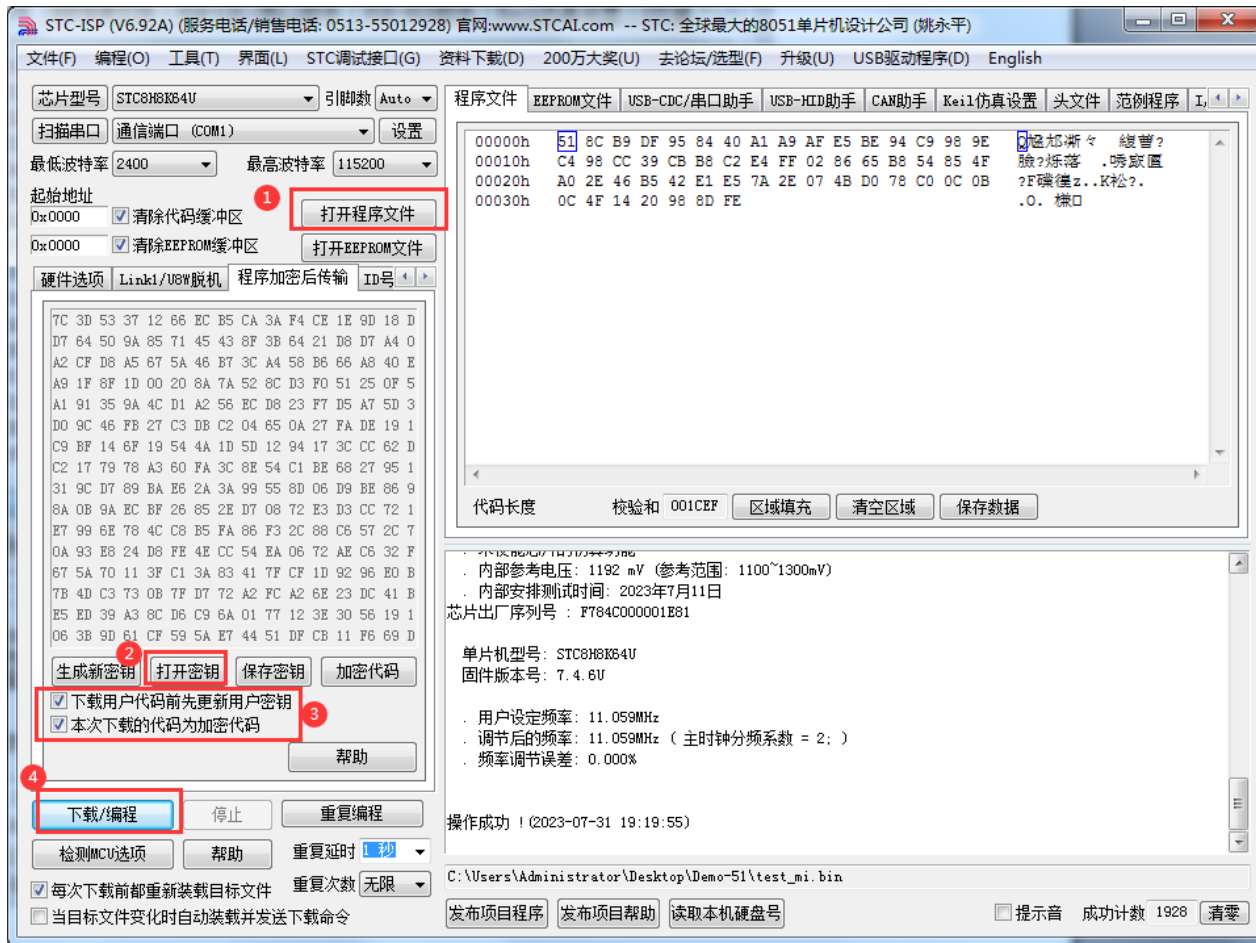 STC-ISP (V6.92A) (服务电话/销售电话: 0513-55012928) 官网:www.STCAI.com -- STC: 全球最大的8051单片机设计公司 (姚永平)
文件(F) 编程(O) 工具(T) 界面(L) STC调试接口(G) 资料下载(D) 200万大奖(U) 去论坛/选型(F) 升级(U) USB驱动程序(D) English
芯片型号 STC8H8K64U 引脚数 Auto
扫描串口 通信端口 (COM1) 设置
最低波特率 2400 最高波特率 115200
起始地址
0x0000 清除代码缓冲区 1 打开程序文件
0x0000 清除EEPROM缓冲区 打开EEPROM文件
硬件选项 Link1/U8W脱机 程序加密后传输 ID号
7C 3D 53 37 12 66 EC B5 CA 3A F4 CE 1E 9D 18 D
D7 64 50 9A 85 71 45 43 8F 3B 64 21 D8 D7 A4 0
A2 CF D8 A5 67 5A 46 B7 3C A4 58 B6 66 A8 40 E
A9 1F 8F 1D 00 20 8A 7A 52 8C D3 F0 51 25 0F 5
A1 91 35 9A 4C D1 A2 56 EC D8 23 F7 D5 A7 5D 3
D0 9C 46 FB 27 C3 DB C2 04 65 0A 27 FA DE 19 1
C9 BF 14 6F 19 54 4A 1D 5D 12 94 17 3C CC 62 D
C2 17 79 78 A3 60 FA 3C 8E 54 C1 BE 68 27 95 1
31 9C D7 89 BA E6 2A 3A 99 55 8D 06 D9 BE 86 9
8A 0B 9A EC BF 26 85 2E D7 08 72 E3 D3 CC 72 1
E7 99 6E 78 4C C8 B5 FA 86 F3 2C 88 C6 57 2C 7
0A 93 E8 24 D8 FE 4E CC 54 EA 06 72 AE C6 32 F
67 5A 70 11 3F C1 3A 83 41 7F CF 1D 92 96 E0 B
7B 4D C3 73 0B 7F D7 72 A2 FC A2 6E 23 DC 41 B
E5 ED 39 A3 8C D6 C9 6A 01 77 12 3E 30 56 19 1
06 3B 9D 61 CF 59 5A E7 44 51 DF CB 11 F6 69 D
2
生成新密钥 打开密钥 保存密钥 加密代码
下载用户代码前先更新用户密钥
本次下载的代码为加密代码 3
帮助
4
下载/编程 停止 重复编程
检测MCU选项 帮助 重复延时 1 秒
每次下载前都重新装载目标文件 重复次数 无限
当目标文件变化时自动装载并发送下载命令
程序文件 EEPROM文件 USB-CDC/串口助手 USB-HID助手 CAN助手 Keil仿真设置 头文件 范例程序 I/
00000h 51 8C B9 DF 95 84 40 A1 A9 AF E5 BE 94 C9 98 9E
00010h C4 98 CC 39 CB B8 C2 E4 FF 02 86 65 B8 54 85 4F
00020h A0 2E 46 B5 42 E1 E5 7A 2E 07 4B D0 78 C0 0C 0B
00030h 0C 4F 14 20 98 8D FE
代码长度 校验和 001CEF 区域填充 清空区域 保存数据
. 内部参考电压: 1192 mV (参考范围: 1100~1300mV)
. 内部安排测试时间: 2023年7月11日
芯片出厂序列号 : F784C000001E81
单片机型号: STC8H8K64U
固件版本号: 7.4.6U
. 用户设定频率: 11.059MHz
. 调节后的频率: 11.059MHz ( 主时钟分频系数 = 2; )
. 频率调节误差: 0.000%
操作成功 !(2023-07-31 19:19:55)
C:\Users\Administrator\Desktop\Demo-51\test_mi.bin
发布项目程序 发布项目帮助 读取本机硬盘号 提示音 成功计数 1928 清零